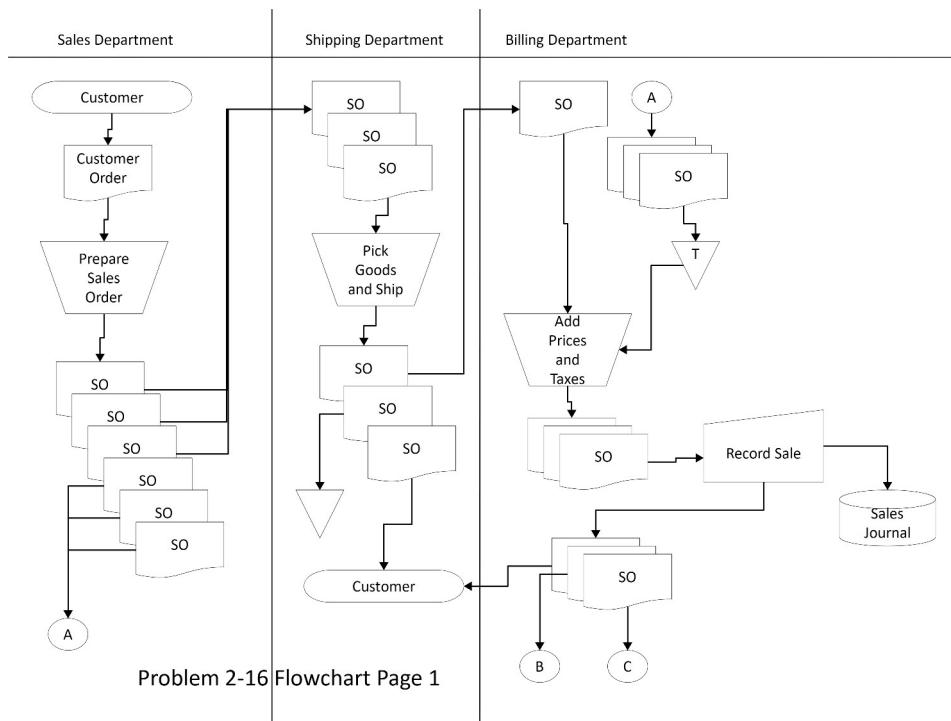 Sales Department
Shipping Department
Billing Department
Customer
Customer
Order
Prepare
Sales
Order
SO
SO
SO
SO
SO
SO
A
SO
SO
SO
Pick
Goods
and Ship
SO
SO
SO
Customer
SO
A
SO
T
Add
Prices
and
Taxes
SO
Record Sale
Sales
Journal
SO
B
C
Problem 2-16 Flowchart Page 1